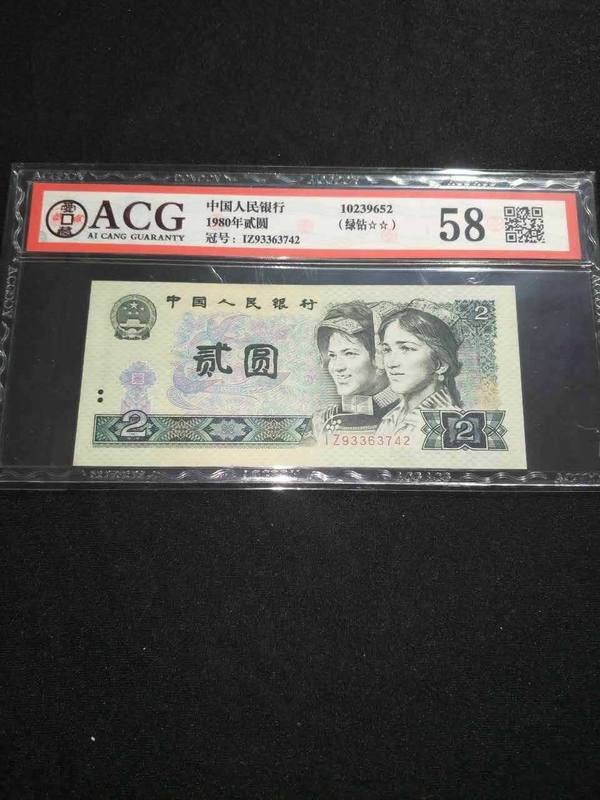 ACG
AI CANG GUARANTY
中国人民银行
1980年贰圆
冠号：IZ93363742
10239652
（绿钻☆☆）
58
中国人民银行
2
贰圆
2
IZ93363742
2